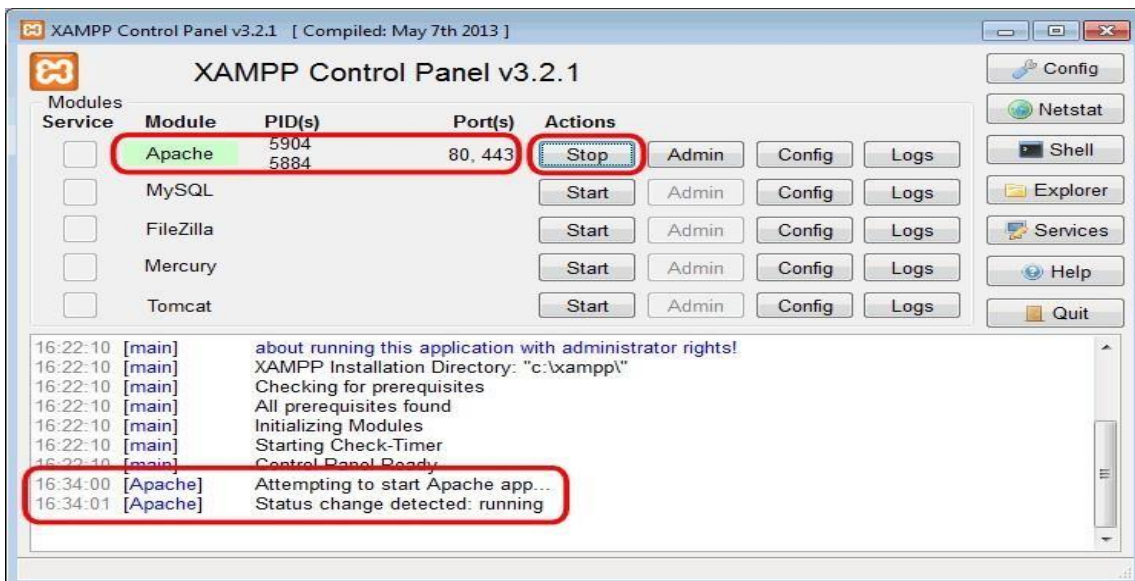 XAMPP Control Panel v3.2.1 [ Compiled: May 7th 2013 ]
XAMPP Control Panel v3.2.1
Config
Modules
Service Module PID(s) Port(s) Actions
Netstat
Apache 5904 5884 80, 443 Stop Admin Config Logs
Shell
MySQL Start Admin Config Logs
Explorer
FileZilla Start Admin Config Logs
Services
Mercury Start Admin Config Logs
Help
Tomcat Start Admin Config Logs
Quit
16:22:10 [main] about running this application with administrator rights!
16:22:10 [main] XAMPP Installation Directory: "c:\xampp\"
16:22:10 [main] Checking for prerequisites
16:22:10 [main] All prerequisites found
16:22:10 [main] Initializing Modules
16:22:10 [main] Starting Check-Timer
16:22:10 [main] Control Panel Ready
16:34:00 [Apache] Attempting to start Apache app...
16:34:01 [Apache] Status change detected: running